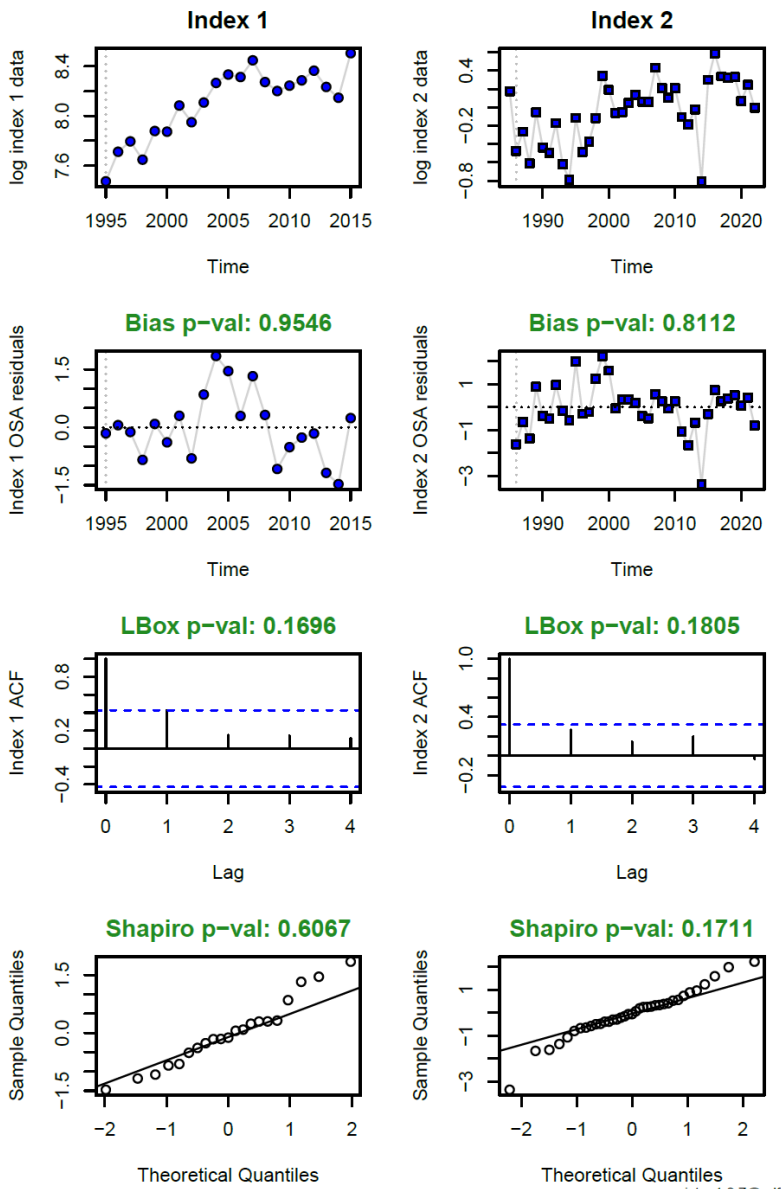 Index 1
log index 1 data
7.6 8.0 8.4
1995 2000 2005 2010 2015
Time
Index 2
log index 2 data
−0.8 −0.2 0.4
1990 2000 2010 2020
Time
Bias p−val: 0.9546
Index 1 OSA residuals
−1.5 0.0 1.5
1995 2000 2005 2010 2015
Time
Bias p−val: 0.8112
Index 2 OSA residuals
−3 −1 1
1990 2000 2010 2020
Time
LBox p−val: 0.1696
Index 1 ACF
−0.4 0.2 0.8
0 1 2 3 4
Lag
LBox p−val: 0.1805
Index 2 ACF
−0.2 0.4 1.0
0 1 2 3 4
Lag
Shapiro p−val: 0.6067
Sample Quantiles
−1.5 0.0 1.5
−2 −1 0 1 2
Theoretical Quantiles
Shapiro p−val: 0.1711
Sample Quantiles
−3 −1 1
−2 −1 0 1 2
Theoretical Quantiles